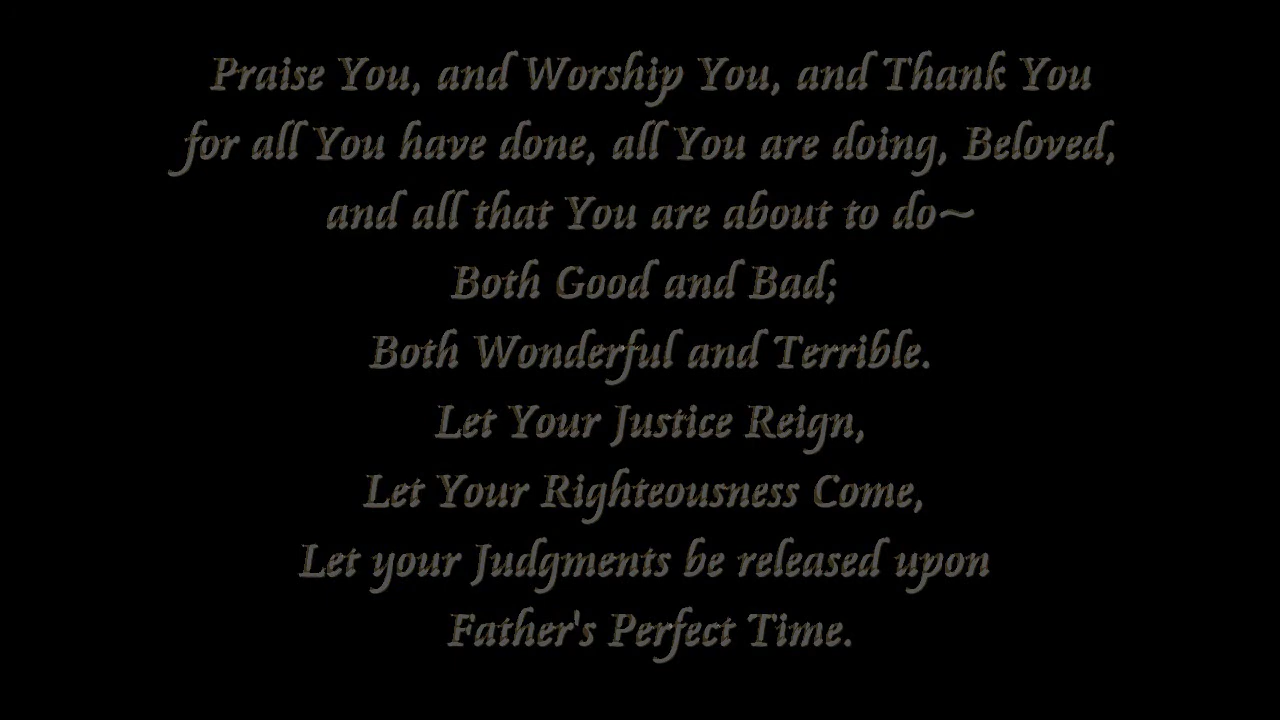 Praise You, and Worship You, and Thank You
for all You have done, all You are doing, Beloved,
and all that You are about to do~
Both Good and Bad;
Both Wonderful and Terrible.
Let Your Justice Reign,
Let Your Righteousness Come,
Let your Judgments be released upon
Father's Perfect Time.